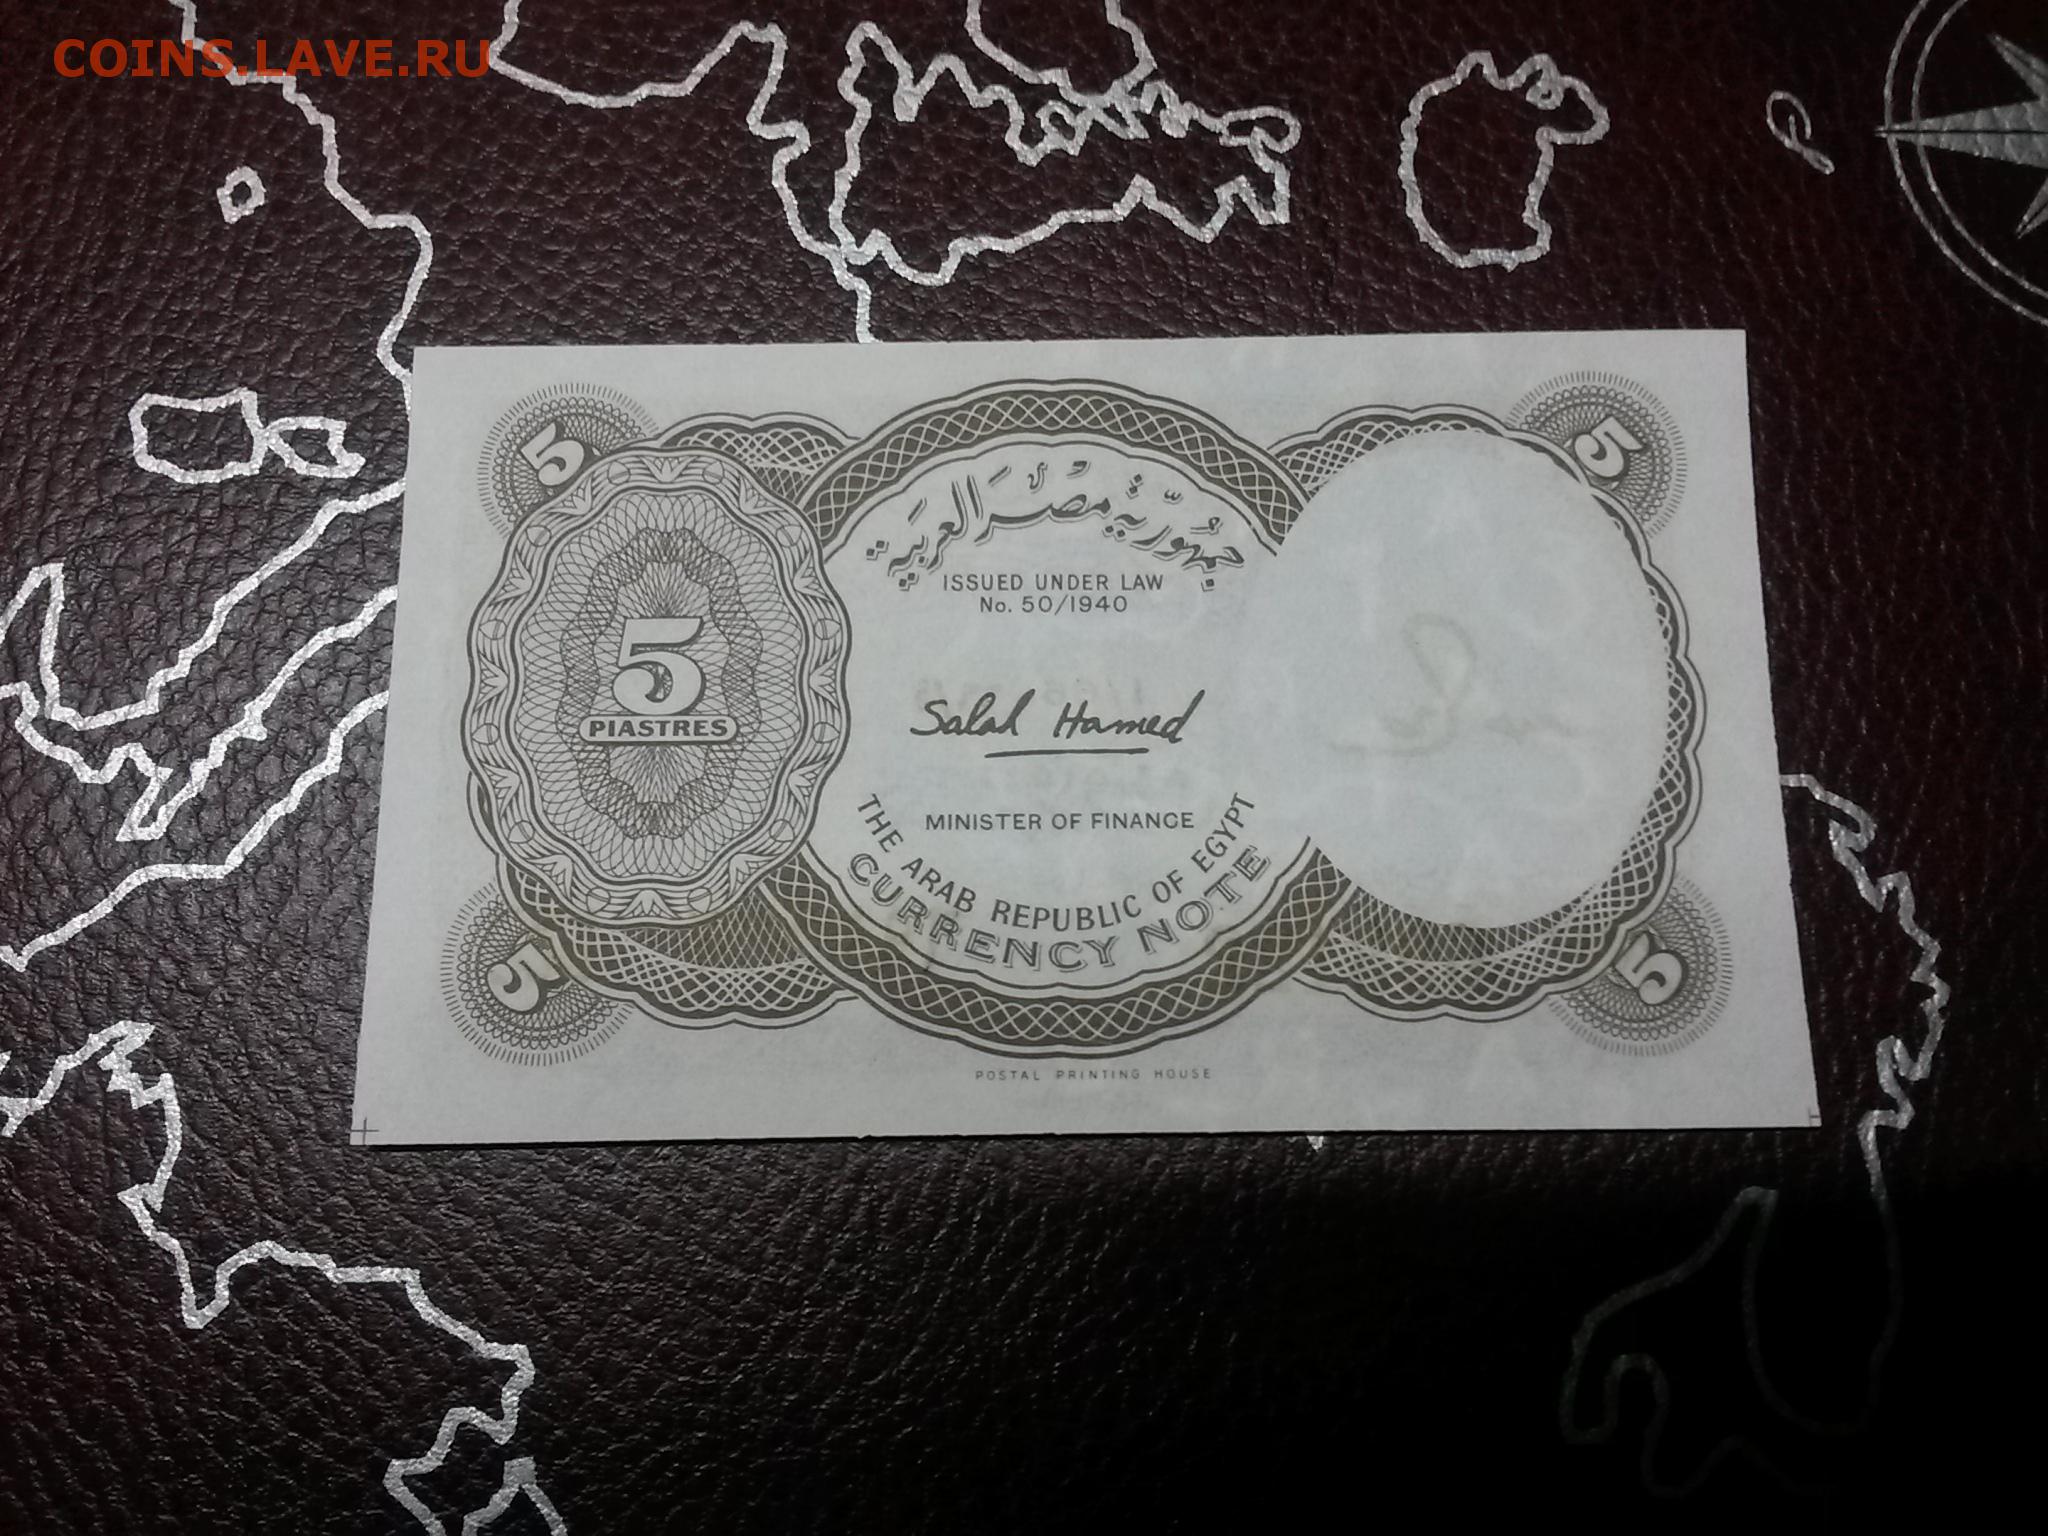 COINS.LAVE.RU
5
5
جمهورية مصر العربية
ISSUED UNDER LAW
No. 50/1940
5
PIASTRES
Salah Hamed
MINISTER OF FINANCE
THE ARAB REPUBLIC OF EGYPT
CURRENCY NOTE
5
5
POSTAL PRINTING HOUSE